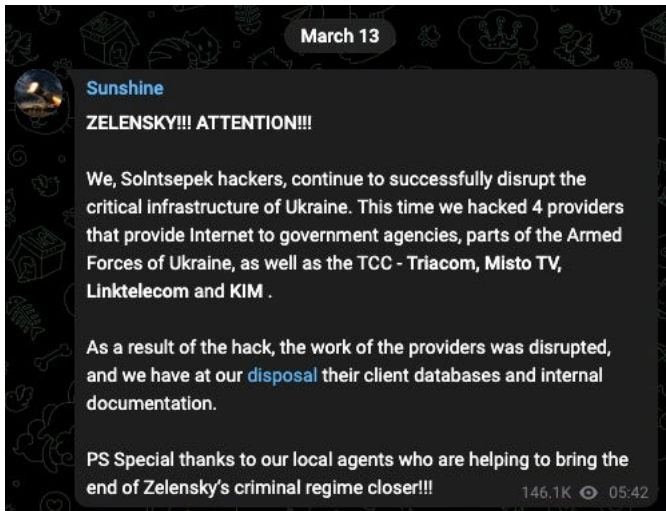 March 13
Sunshine
ZELENSKY!!! ATTENTION!!!
We, Solntsepek hackers, continue to successfully disrupt the
critical infrastructure of Ukraine. This time we hacked 4 providers
that provide Internet to government agencies, parts of the Armed
Forces of Ukraine, as well as the TCC - Triacom, Misto TV,
Linktelecom and KIM .
As a result of the hack, the work of the providers was disrupted,
and we have at our disposal their client databases and internal
documentation.
PS Special thanks to our local agents who are helping to bring the
end of Zelensky's criminal regime closer!!!
146.1K 05:42